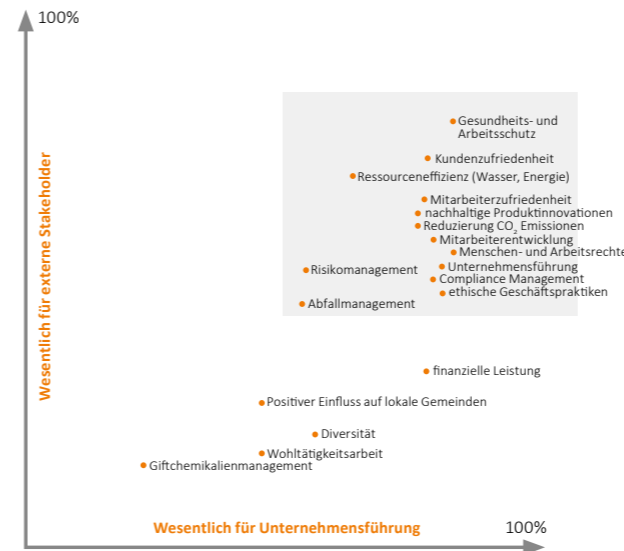 100%
Wesentlich für externe Stakeholder
Gesundheits- und
Arbeitsschutz
Kundenzufriedenheit
Ressourceneffizienz (Wasser, Energie)
Mitarbeiterzufriedenheit
nachhaltige Produktinnovationen
Reduzierung CO₂ Emissionen
Mitarbeiterentwicklung
Menschen- und Arbeitsrechte
Risikomanagement
Unternehmensführung
Compliance Management
ethische Geschäftspraktiken
Abfallmanagement
finanzielle Leistung
Positiver Einfluss auf lokale Gemeinden
Diversität
Wohltätigkeitsarbeit
Giftchemikalienmanagement
Wesentlich für Unternehmensführung
100%